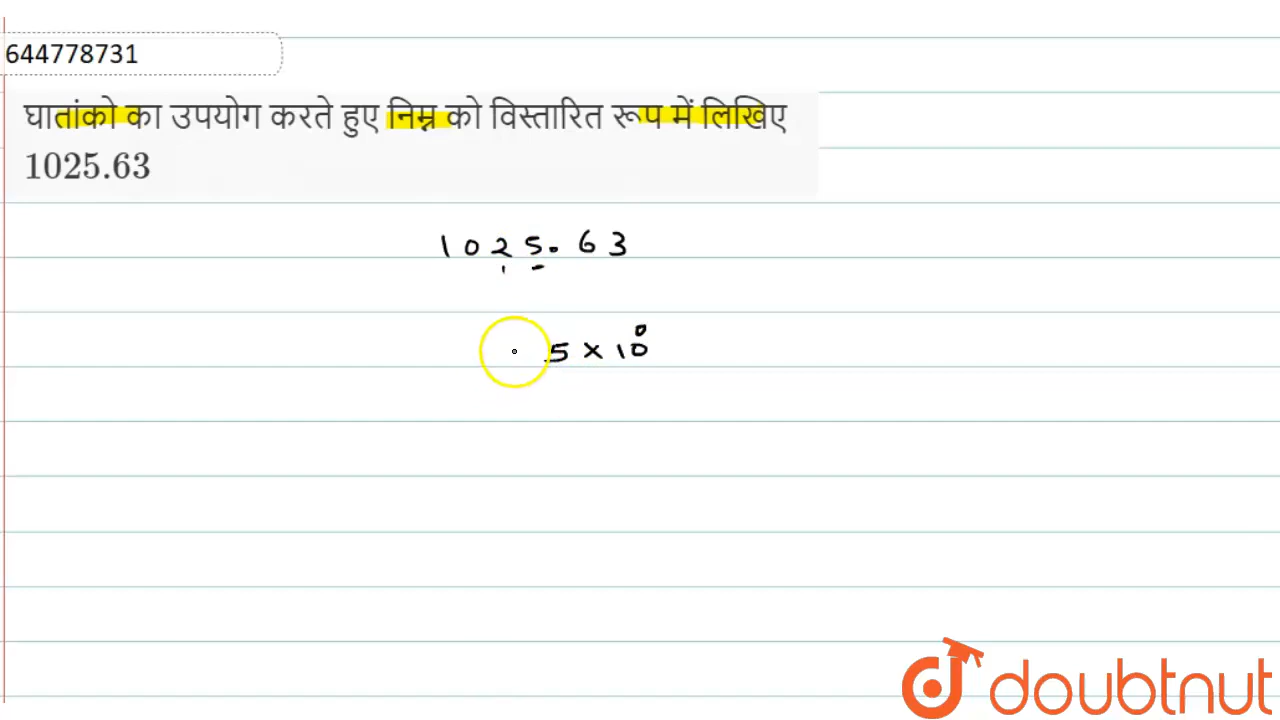 644778731
घातांको का उपयोग करते हुए निम्न को विस्तारित रूप में लिखिए
1025.63
1025.63
5 × 10⁰
doubtnut